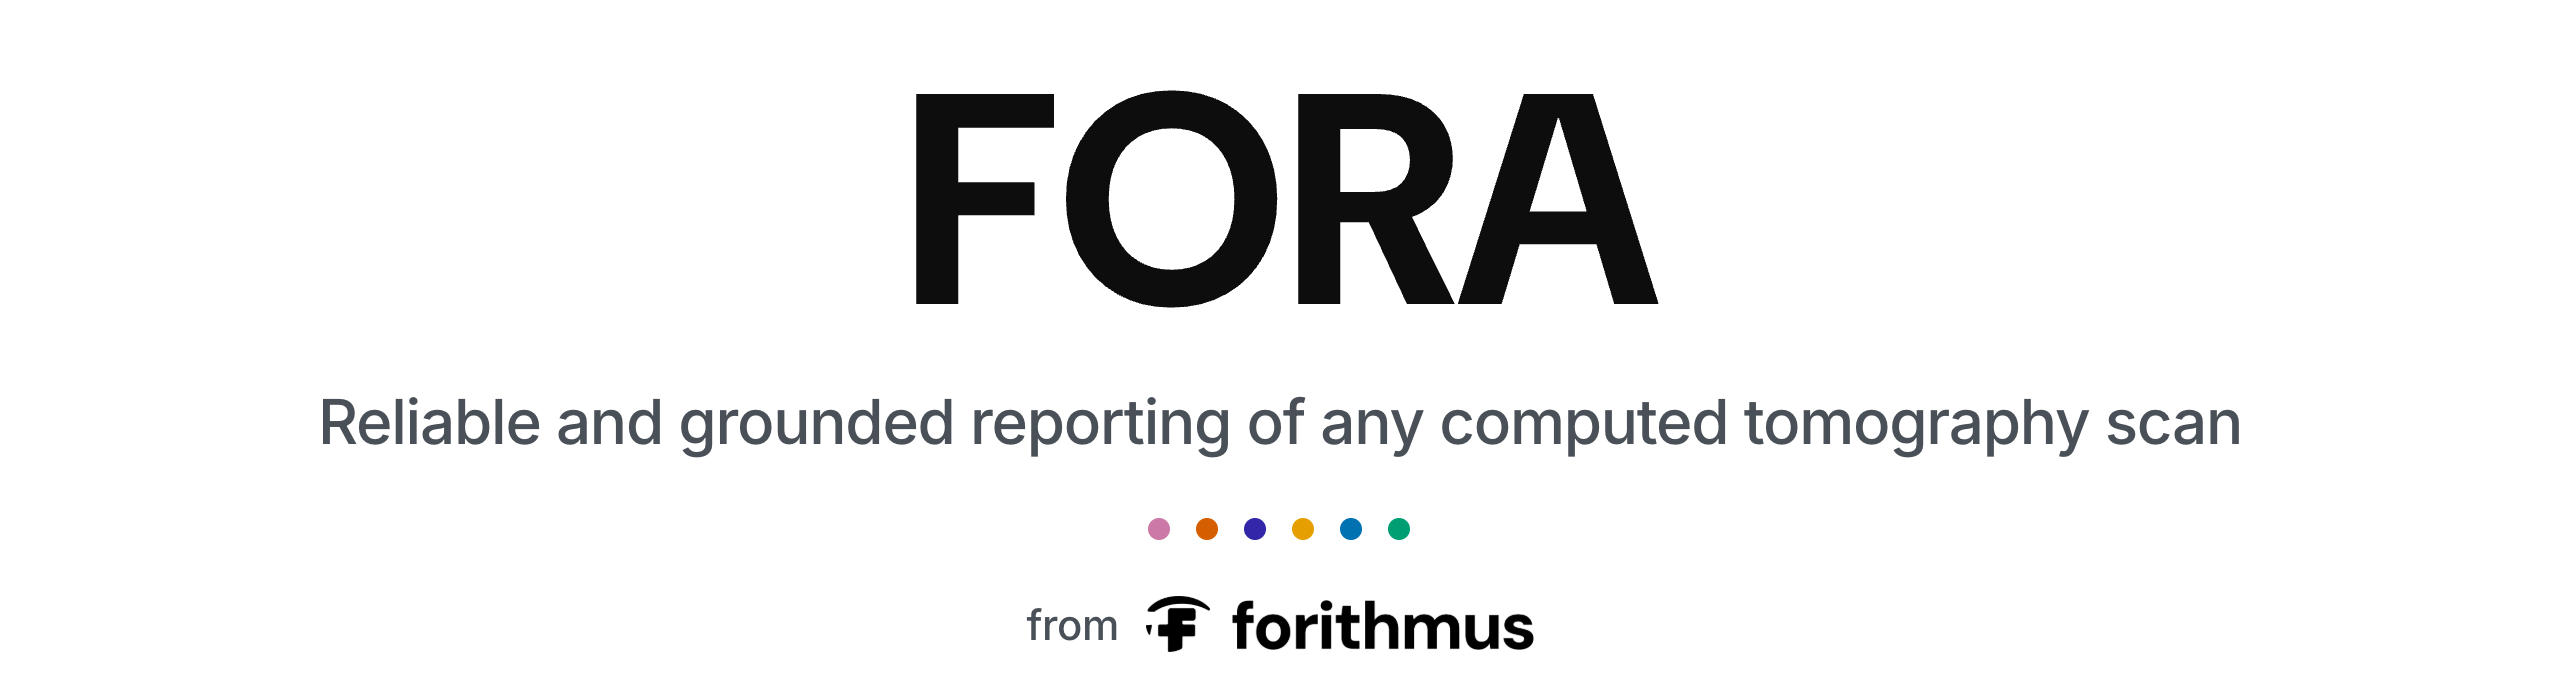 FORA
Reliable and grounded reporting of any computed tomography scan
from forithmus